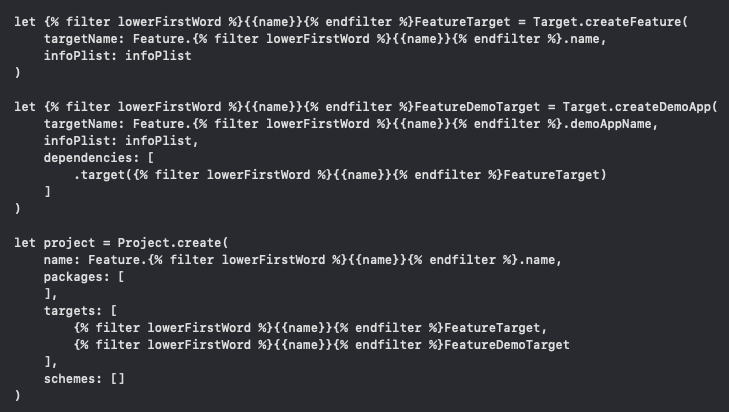 let {% filter lowerFirstWord %}{{name}}{% endfilter %}FeatureTarget = Target.createFeature(
    targetName: Feature.{% filter lowerFirstWord %}{{name}}{% endfilter %}.name,
    infoPlist: infoPlist
)

let {% filter lowerFirstWord %}{{name}}{% endfilter %}FeatureDemoTarget = Target.createDemoApp(
    targetName: Feature.{% filter lowerFirstWord %}{{name}}{% endfilter %}.demoAppName,
    infoPlist: infoPlist,
    dependencies: [
        .target({% filter lowerFirstWord %}{{name}}{% endfilter %}FeatureTarget)
    ]
)

let project = Project.create(
    name: Feature.{% filter lowerFirstWord %}{{name}}{% endfilter %}.name,
    packages: [
    ],
    targets: [
        {% filter lowerFirstWord %}{{name}}{% endfilter %}FeatureTarget,
        {% filter lowerFirstWord %}{{name}}{% endfilter %}FeatureDemoTarget
    ],
    schemes: []
)